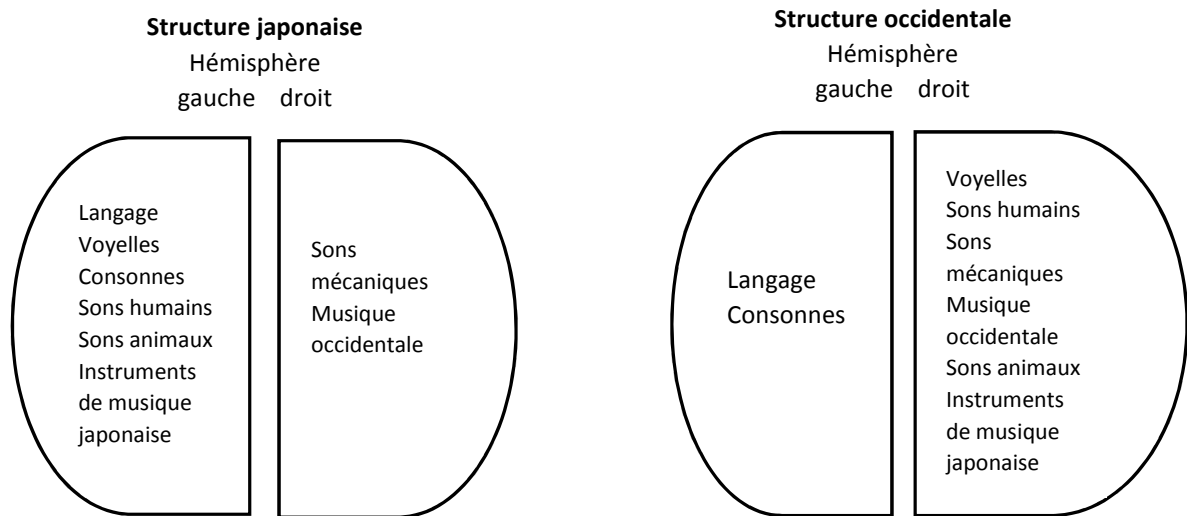 Structure japonaise
Hémisphère
gauche droit
Langage
Voyelles
Consonnes
Sons humains
Sons animaux
Instruments
de musique
japonaise
Sons
mécaniques
Musique
occidentale
Structure occidentale
Hémisphère
gauche droit
Langage
Consonnes
Voyelles
Sons humains
Sons
mécaniques
Musique
occidentale
Sons animaux
Instruments
de musique
japonaise